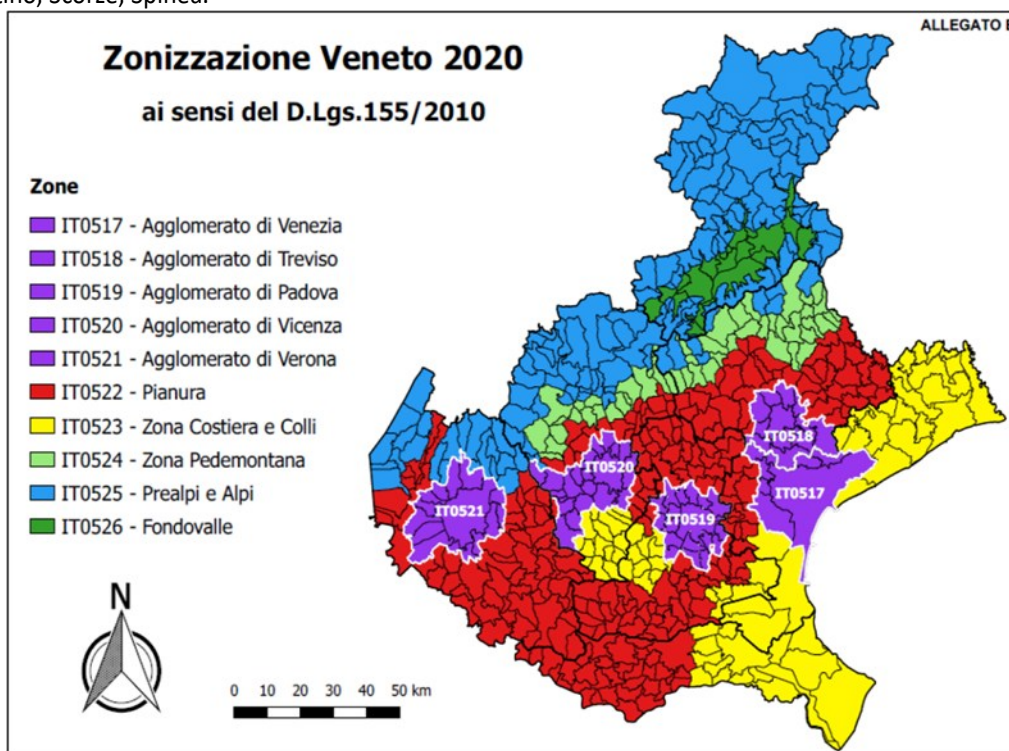 Scorzè, Spinea.
ALLEGATO
Zonizzazione Veneto 2020
ai sensi del D.Lgs.155/2010
Zone
IT0517 - Agglomerato di Venezia
IT0518 - Agglomerato di Treviso
IT0519 - Agglomerato di Padova
IT0520 - Agglomerato di Vicenza
IT0521 - Agglomerato di Verona
IT0522 - Pianura
IT0523 - Zona Costiera e Colli
IT0524 - Zona Pedemontana
IT0525 - Prealpi e Alpi
IT0526 - Fondovalle
IT0518
IT0520
IT0517
IT0521
IT0519
N
0 10 20 30 40 50 km